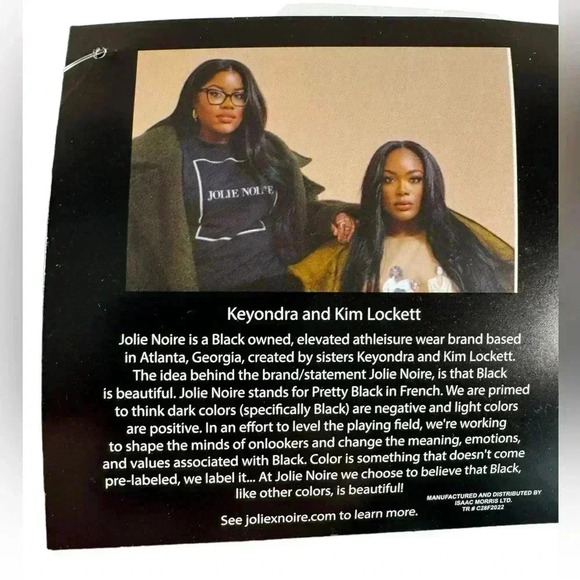 JOLIE NOIRE
Keyondra and Kim Lockett
Jolie Noire is a Black owned, elevated athleisure wear brand based
in Atlanta, Georgia, created by sisters Keyondra and Kim Lockett.
The idea behind the brand/statement Jolie Noire, is that Black
is beautiful. Jolie Noire stands for Pretty Black in French. We are primed
to think dark colors (specifically Black) are negative and light colors
are positive. In an effort to level the playing field, we're working
to shape the minds of onlookers and change the meaning, emotions,
and values associated with Black. Color is something that doesn't come
pre-labeled, we label it... At Jolie Noire we choose to believe that Black,
like other colors, is beautiful!
See joliexnoire.com to learn more.
MANUFACTURED AND DISTRIBUTED BY
ISAAC MORRIS LTD.
TR # C28F2022